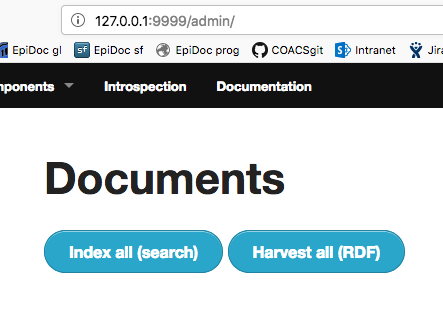 127.0.0.1:9999/admin/
EpiDoc gl EpiDoc sf EpiDoc prog COACSgit Intranet Jira
nponents Introspection Documentation
Documents
Index all (search) Harvest all (RDF)